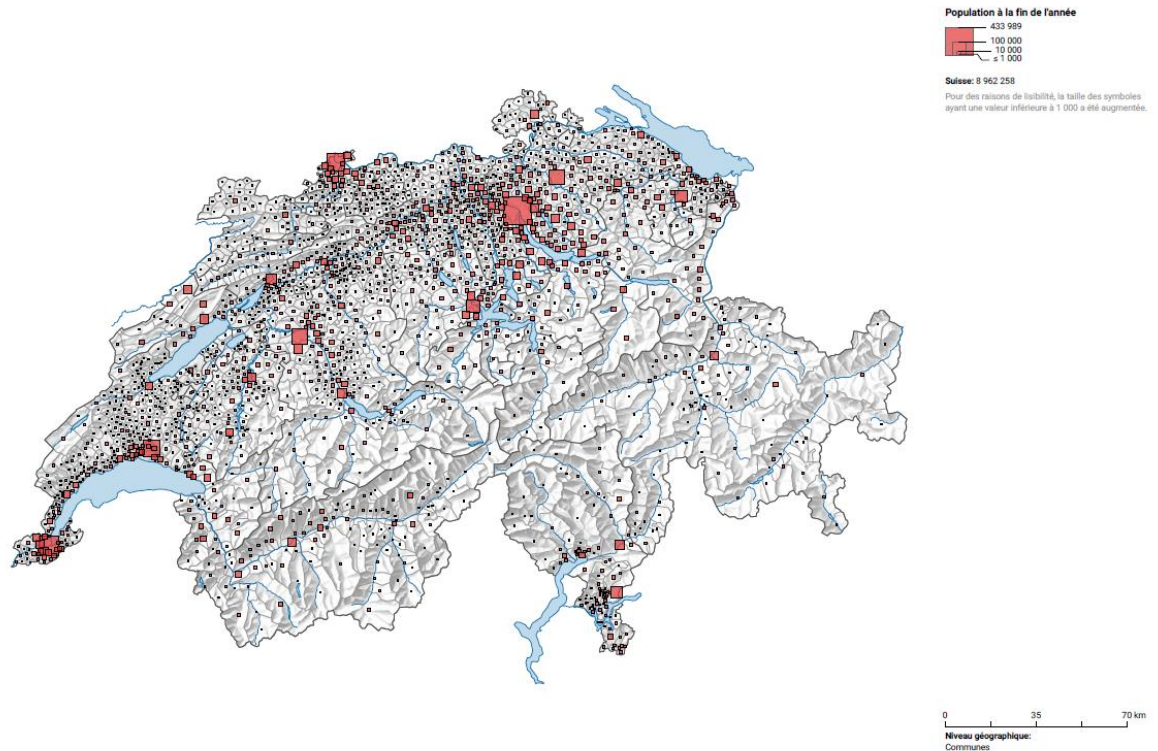 Population à la fin de l'année
433 989
100 000
10 000
≤ 1 000
Suisse: 8 962 258
Pour des raisons de lisibilité, la taille des symboles
ayant une valeur inférieure à 1 000 a été augmentée.
0 35 70 km
Niveau géographique:
Communes